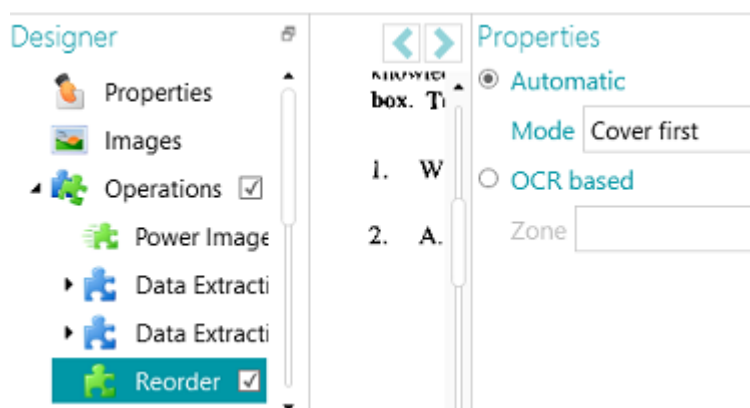 Designer
Properties
Images
Operations
Power Image
Data Extracti
Data Extracti
Reorder
box. T
1. W
2. A.
Properties
Automatic
Mode Cover first
OCR based
Zone